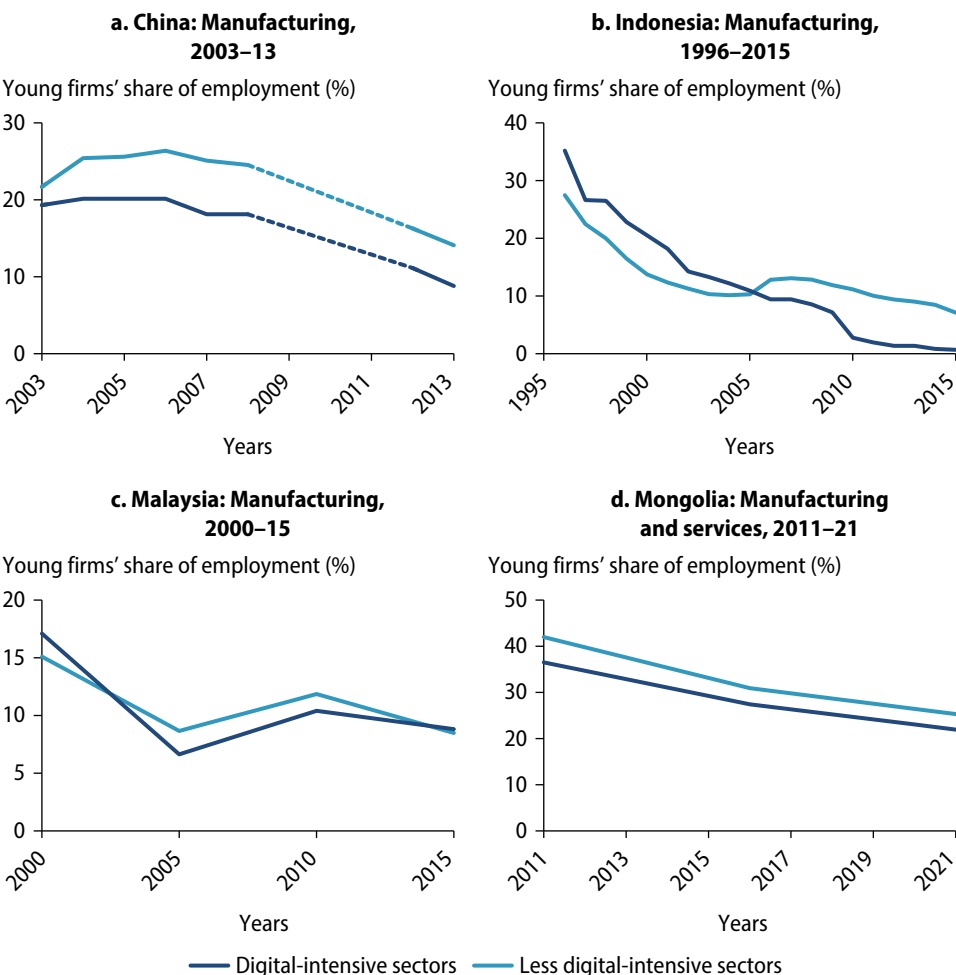 a. China: Manufacturing,
2003–13
Young firms’ share of employment (%)
30
20
10
0
2003
2005
2007
2009
2011
2013
Years
b. Indonesia: Manufacturing,
1996–2015
Young firms’ share of employment (%)
40
30
20
10
0
1995
2000
2005
2010
2015
Years
c. Malaysia: Manufacturing,
2000–15
Young firms’ share of employment (%)
20
15
10
5
0
2000
2005
2010
2015
Years
d. Mongolia: Manufacturing
and services, 2011–21
Young firms’ share of employment (%)
50
40
30
20
10
0
2011
2013
2015
2017
2019
2021
Years
Digital-intensive sectors
Less digital-intensive sectors